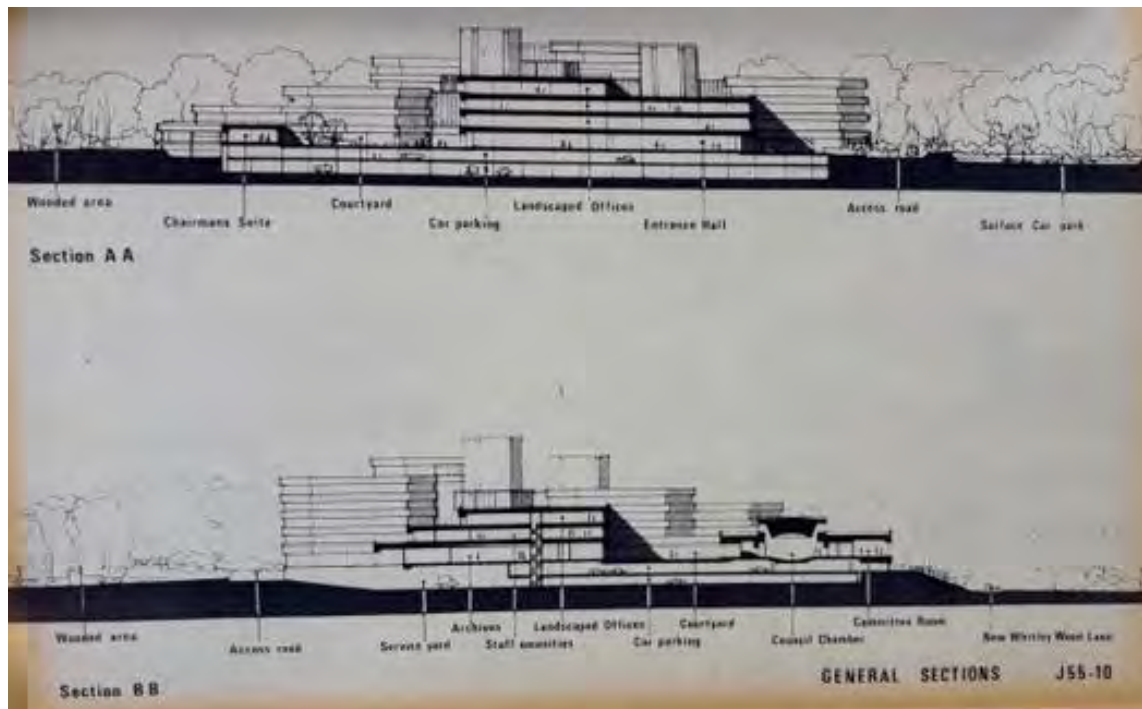 Wooded area
Chairmans Suite
Courtyard
Car parking
Landscaped Offices
Entrance Hall
Access road
Surface Car park
Section A A
Wooded area
Access road
Service yard
Archives
Staff amenities
Landscaped Offices
Car parking
Courtyard
Council Chamber
Committee Room
New Whitley Wood Lane
GENERAL SECTIONS J55-10
Section B B